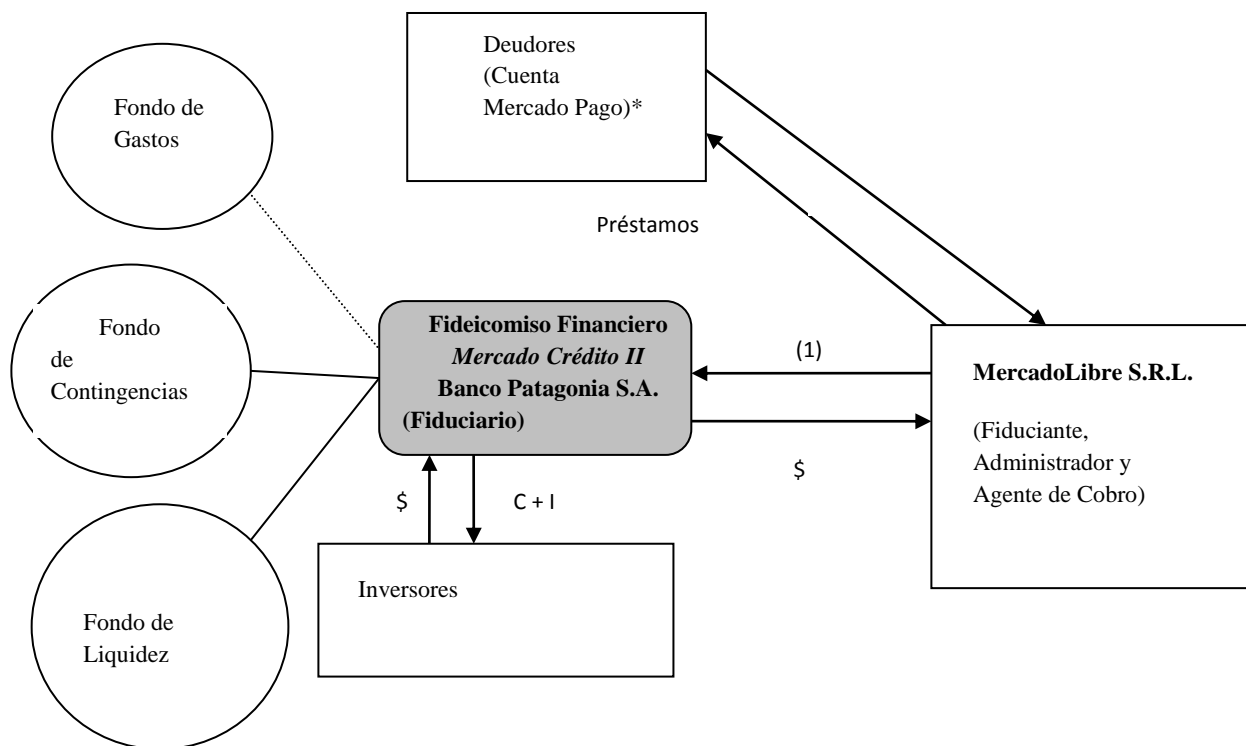 Deudores
(Cuenta
Mercado Pago)*
Fondo de
Gastos
Préstamos
Fondo
de
Contingencias
Fideicomiso Financiero
Mercado Crédito II
Banco Patagonia S.A.
(Fiduciario)
(1)
$
MercadoLibre S.R.L.
(Fiduciante,
Administrador y
Agente de Cobro)
$
C + I
Inversores
Fondo de
Liquidez